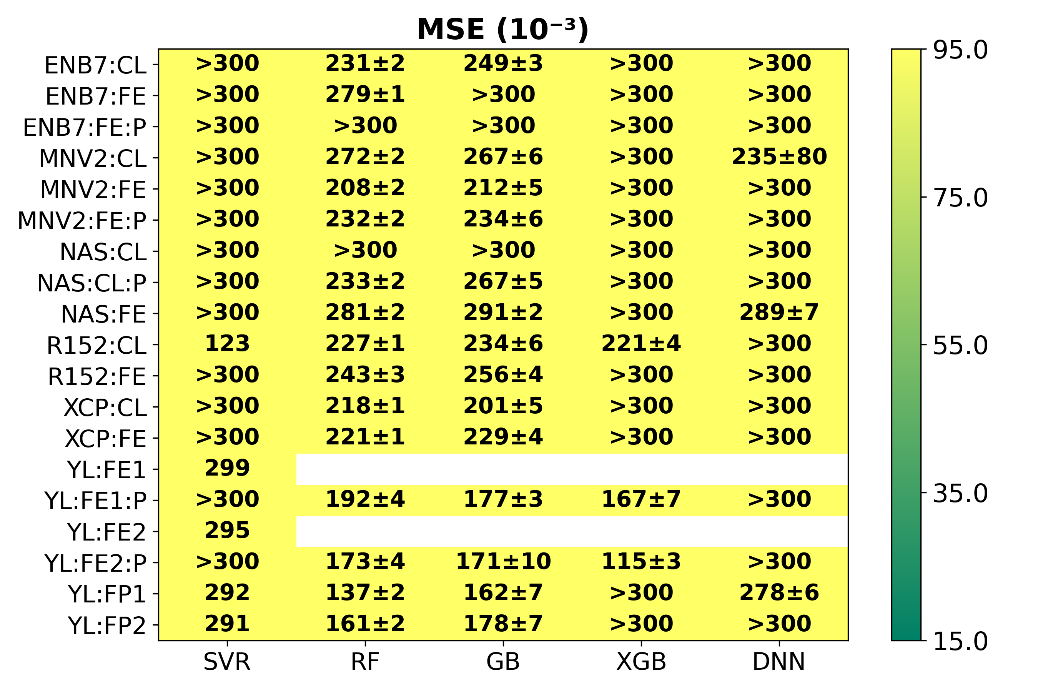 MSE (10⁻³)
ENB7:CL >300 231±2 249±3 >300 >300
ENB7:FE >300 279±1 >300 >300 >300
ENB7:FE:P >300 >300 >300 >300 >300
MNV2:CL >300 272±2 267±6 >300 235±80
MNV2:FE >300 208±2 212±5 >300 >300
MNV2:FE:P >300 232±2 234±6 >300 >300
NAS:CL >300 >300 >300 >300 >300
NAS:CL:P >300 233±2 267±5 >300 >300
NAS:FE >300 281±2 291±2 >300 289±7
R152:CL 123 227±1 234±6 221±4 >300
R152:FE >300 243±3 256±4 >300 >300
XCP:CL >300 218±1 201±5 >300 >300
XCP:FE >300 221±1 229±4 >300 >300
YL:FE1 299
YL:FE1:P >300 192±4 177±3 167±7 >300
YL:FE2 295
YL:FE2:P >300 173±4 171±10 115±3 >300
YL:FP1 292 137±2 162±7 >300 278±6
YL:FP2 291 161±2 178±7 >300 >300
SVR RF GB XGB DNN
95.0
75.0
55.0
35.0
15.0